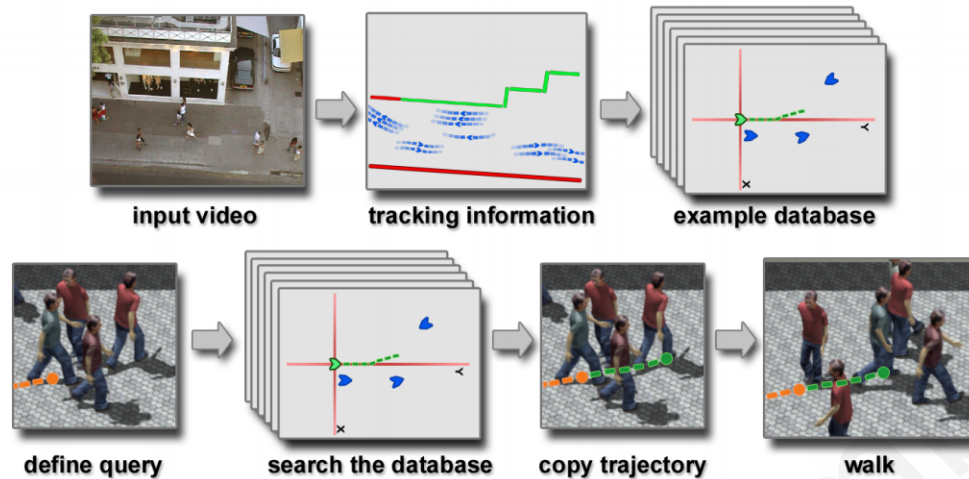 input video
tracking information
example database
Y
X
define query
search the database
copy trajectory
walk
Y
X